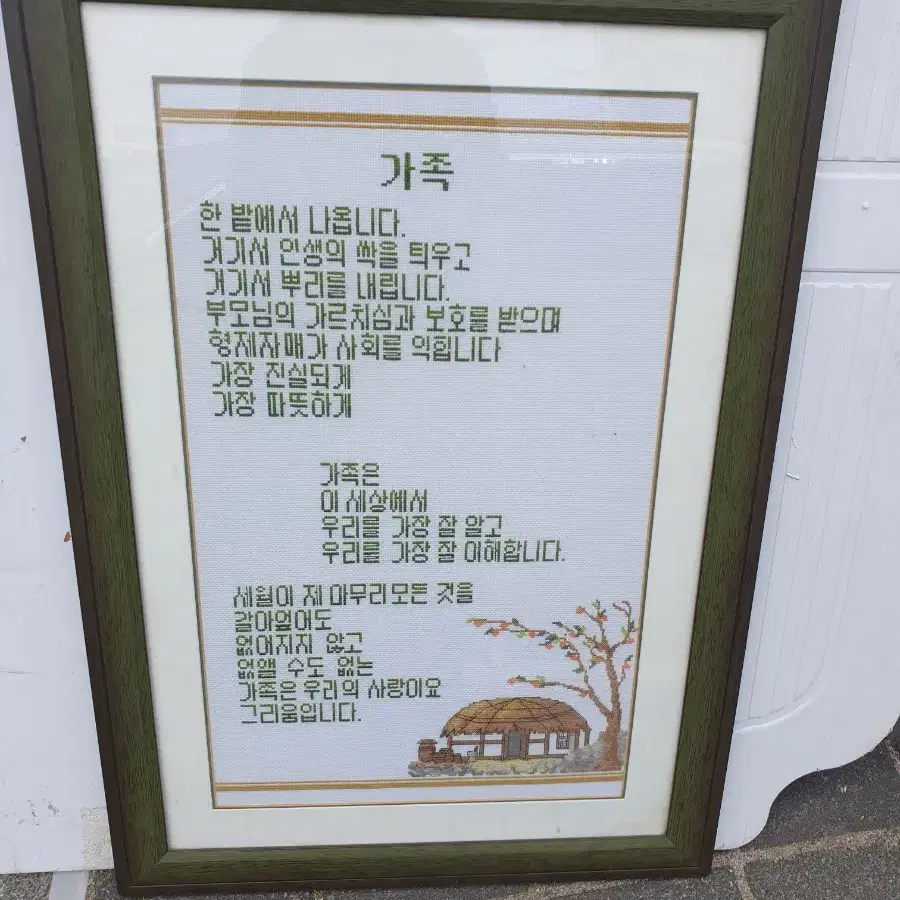 가족
한 밭에서 나옵니다.
거기서 인생의 싹을 틔우고
거기서 뿌리를 내립니다.
부모님의 가르치심과 보호를 받으며
형제자매가 사회를 익힙니다
가장 진실되게
가장 따뜻하게
가족은
이 세상에서
우리를 가장 잘 알고
우리를 가장 잘 이해합니다.
세월이 제 아무리 모든 것을
갈아엎어도
없어지지 않고
없앨 수도 없는
가족은 우리의 사랑이요
그리움입니다.